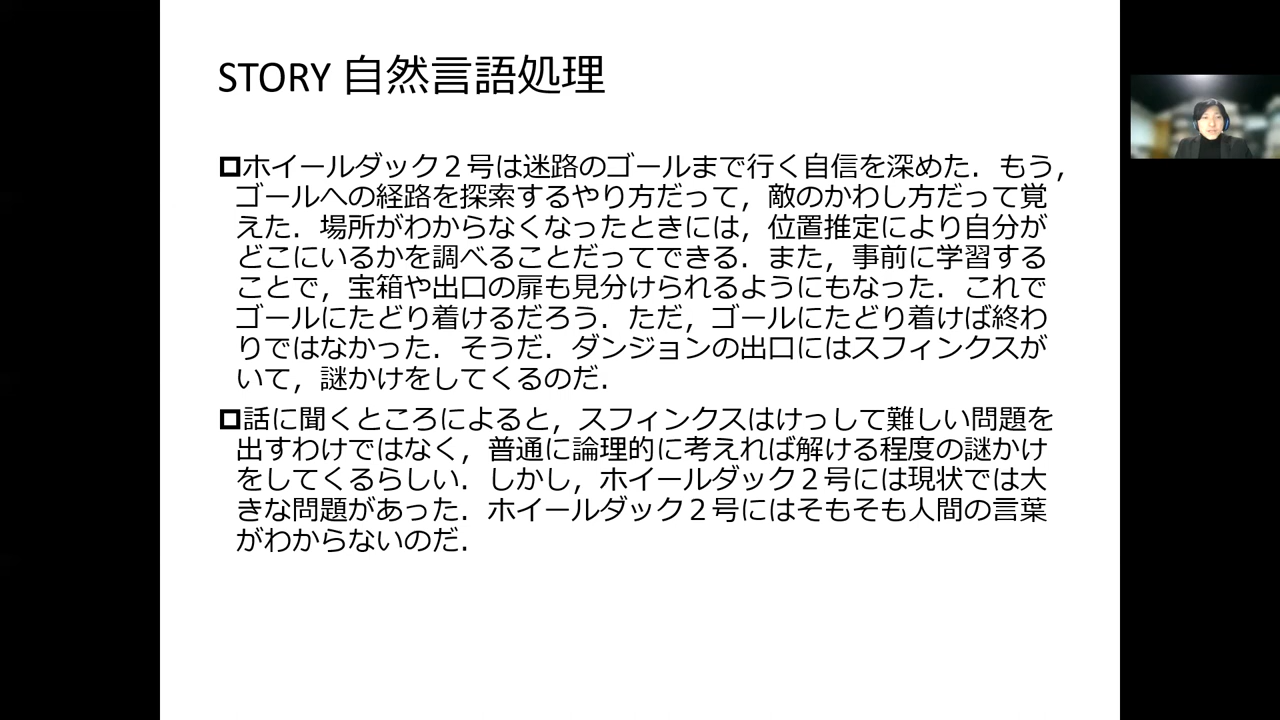 STORY 自然言語処理
ホイールダック２号は迷路のゴールまで行く自信を深めた．もう，
ゴールへの経路を探索するやり方だって，敵のかわし方だって覚
えた．場所がわからなくなったときには，位置推定により自分が
どこにいるかを調べることだってできる．また，事前に学習する
ことで，宝箱や出口の扉も見分けられるようにもなった．これで
ゴールにたどり着けるだろう．ただ，ゴールにたどり着けば終わ
りではなかった．そうだ．ダンジョンの出口にはスフィンクスが
いて，謎かけをしてくるのだ．
話に聞くところによると，スフィンクスはけっして難しい問題を
出すわけではなく，普通に論理的に考えれば解ける程度の謎かけ
をしてくるらしい．しかし，ホイールダック２号には現状では大
きな問題があった．ホイールダック２号にはそもそも人間の言葉
がわからないのだ．